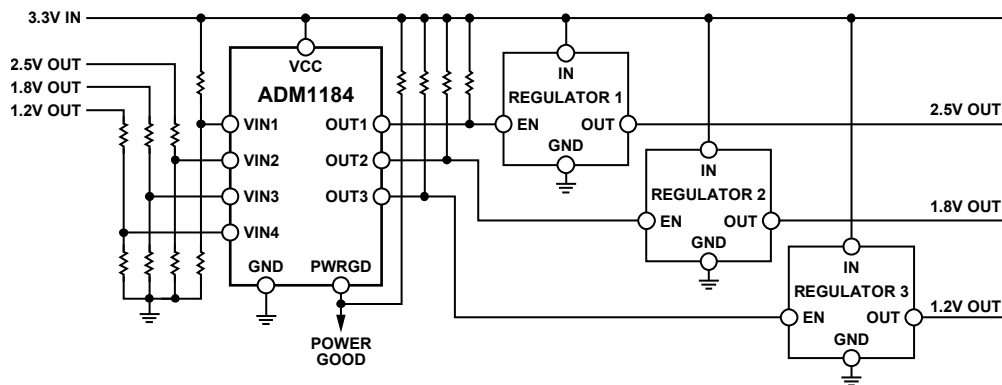 3.3V IN
2.5V OUT
1.8V OUT
1.2V OUT
VCC
ADM1184
VIN1
VIN2
VIN3
VIN4
OUT1
OUT2
OUT3
GND
PWRGD
POWER
GOOD
IN
REGULATOR 1
EN
OUT
GND
2.5V OUT
IN
REGULATOR 2
EN
OUT
GND
1.8V OUT
IN
REGULATOR 3
EN
OUT
GND
1.2V OUT